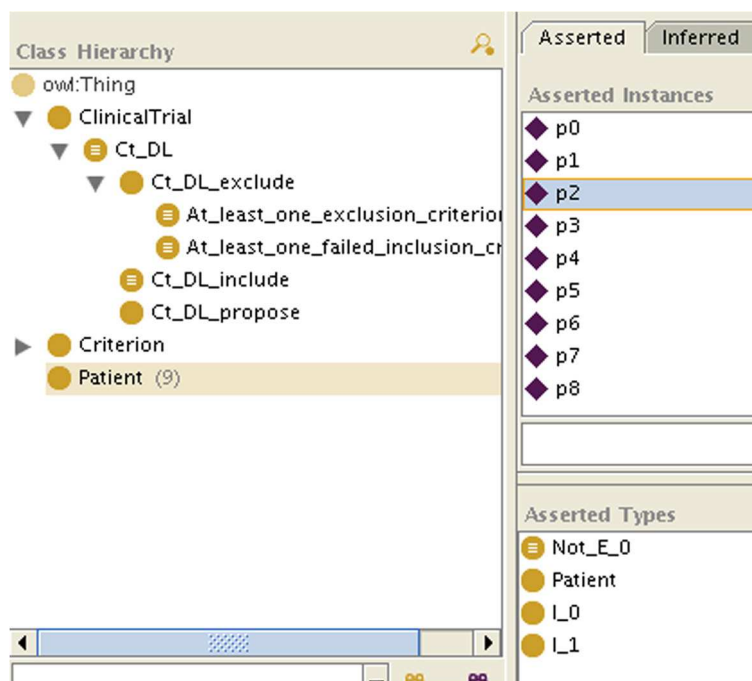 Class Hierarchy
owl:Thing
ClinicalTrial
Ct_DL
Ct_DL_exclude
At_least_one_exclusion_criterio
At_least_one_failed_inclusion_cr
Ct_DL_include
Ct_DL_propose
Criterion
Patient (9)
Asserted
Inferred
Asserted Instances
p0
p1
p2
p3
p4
p5
p6
p7
p8
Asserted Types
Not_E_0
Patient
I_0
I_1